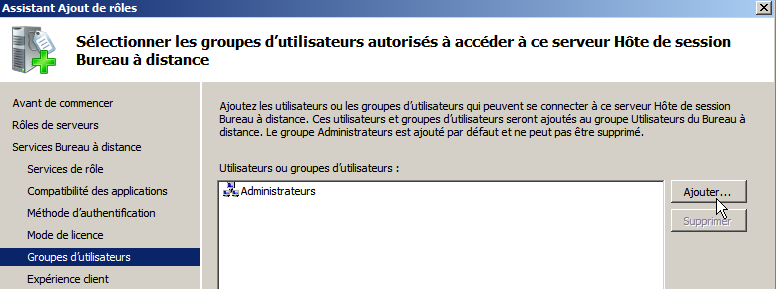 Assistant Ajout de rôles
Sélectionner les groupes d'utilisateurs autorisés à accéder à ce serveur Hôte de session
Bureau à distance
Avant de commencer
Rôles de serveurs
Services Bureau à distance
Services de rôle
Compatibilité des applications
Méthode d'authentification
Mode de licence
Groupes d'utilisateurs
Expérience client
Ajoutez les utilisateurs ou les groupes d'utilisateurs qui peuvent se connecter à ce serveur Hôte de session
Bureau à distance. Ces utilisateurs et groupes d'utilisateurs seront ajoutés au groupe Utilisateurs du Bureau à
distance. Le groupe Administrateurs est ajouté par défaut et ne peut pas être supprimé.
Utilisateurs ou groupes d'utilisateurs :
Administrateurs
Ajouter...
Supprimer